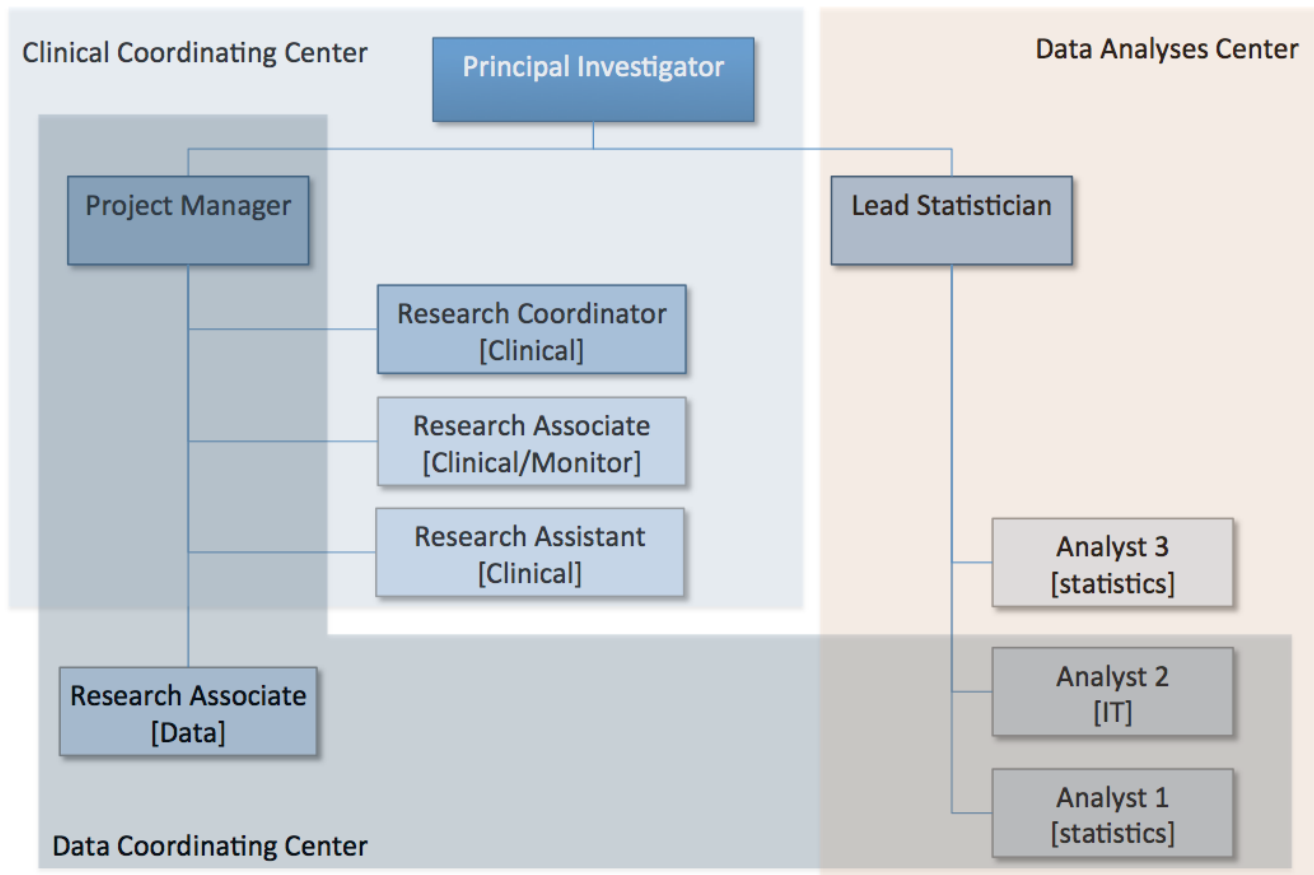 Clinical Coordinating Center
Principal Investigator
Data Analyses Center
Project Manager
Lead Statistician
Research Coordinator
[Clinical]
Research Associate
[Clinical/Monitor]
Research Assistant
[Clinical]
Analyst 3
[statistics]
Research Associate
[Data]
Analyst 2
[IT]
Analyst 1
[statistics]
Data Coordinating Center